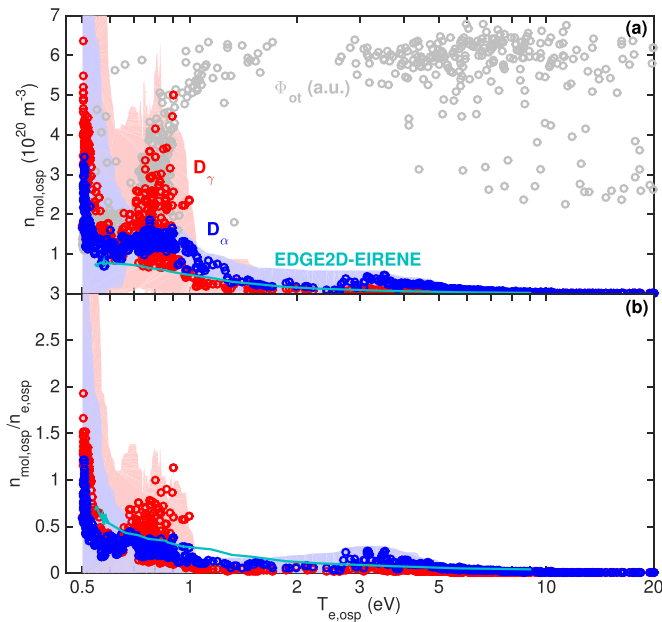 7
(a)
6
Φot (a.u.)
5
4
Dγ
3
Dα
2
EDGE2D-EIRENE
1
nmol,osp (10^20 m^-3)
3
(b)
2.5
2
1.5
1
0.5
0
nmol,osp/ne,osp
0.5
1
2
3
5
10
20
Te,osp (eV)